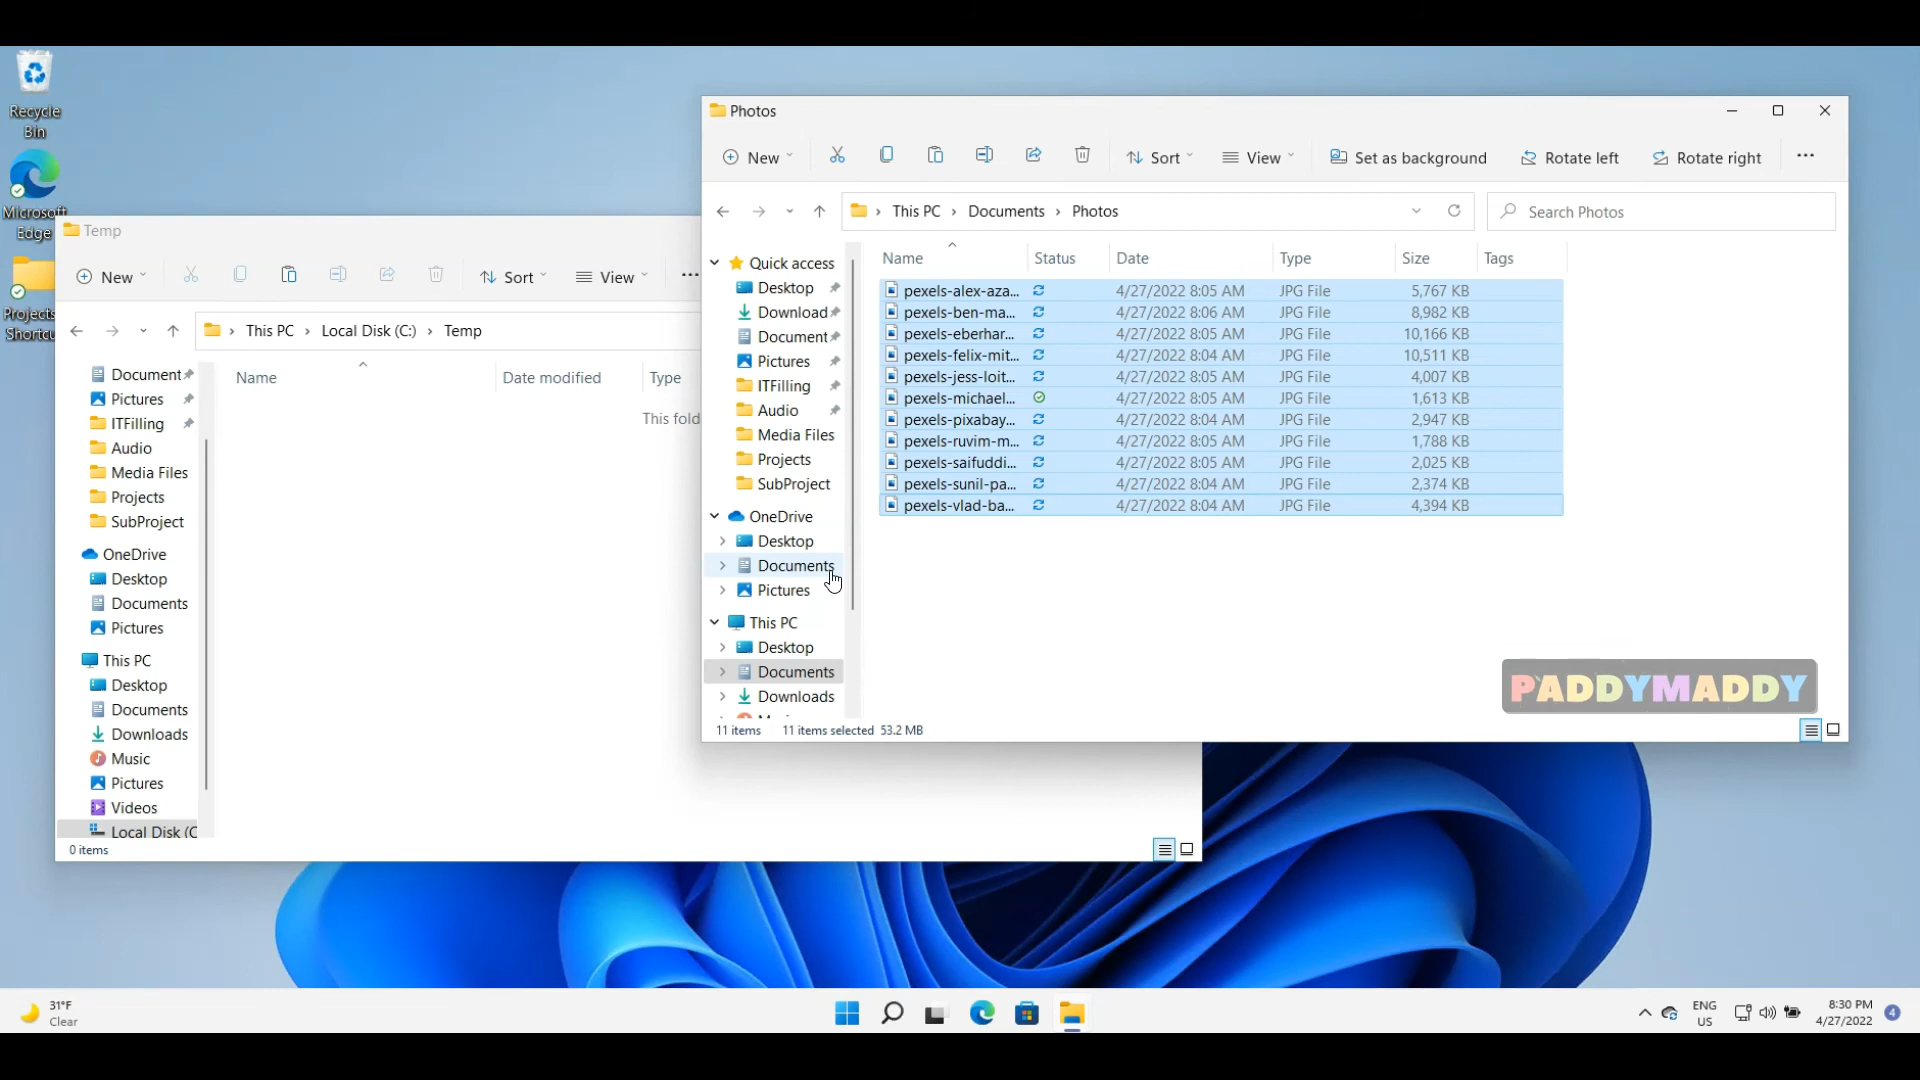 Recycle
Bin
Microsoft
Edge
Projects
Shortcu
Temp
New
Sort
View
This PC
Local Disk (C:)
Temp
Name
Date modified
Type
This fold
Document
Pictures
ITFilling
Audio
Media Files
Projects
SubProject
OneDrive
Desktop
Documents
Pictures
This PC
Desktop
Documents
Downloads
Music
Pictures
Videos
Local Disk (C
0 items
Photos
New
Sort
View
Set as background
Rotate left
Rotate right
This PC
Documents
Photos
Search Photos
Quick access
Desktop
Download
Document
Pictures
ITFilling
Audio
Media Files
Projects
SubProject
OneDrive
Desktop
Documents
Pictures
This PC
Desktop
Documents
Downloads
Name Status Date Type Size Tags
pexels-alex-aza... 4/27/2022 8:05 AM JPG File 5,767 KB
pexels-ben-ma... 4/27/2022 8:06 AM JPG File 8,982 KB
pexels-eberhar... 4/27/2022 8:05 AM JPG File 10,166 KB
pexels-felix-mit... 4/27/2022 8:04 AM JPG File 10,511 KB
pexels-jess-loit... 4/27/2022 8:05 AM JPG File 4,007 KB
pexels-michael... 4/27/2022 8:05 AM JPG File 1,613 KB
pexels-pixabay... 4/27/2022 8:04 AM JPG File 2,947 KB
pexels-ruvim-m... 4/27/2022 8:05 AM JPG File 1,788 KB
pexels-saifuddi... 4/27/2022 8:05 AM JPG File 2,025 KB
pexels-sunil-pa... 4/27/2022 8:04 AM JPG File 2,374 KB
pexels-vlad-ba... 4/27/2022 8:04 AM JPG File 4,394 KB
PADDYMADDY
11 items 11 items selected 53.2 MB
31°F
Clear
ENG
US
8:30 PM
4/27/2022
4